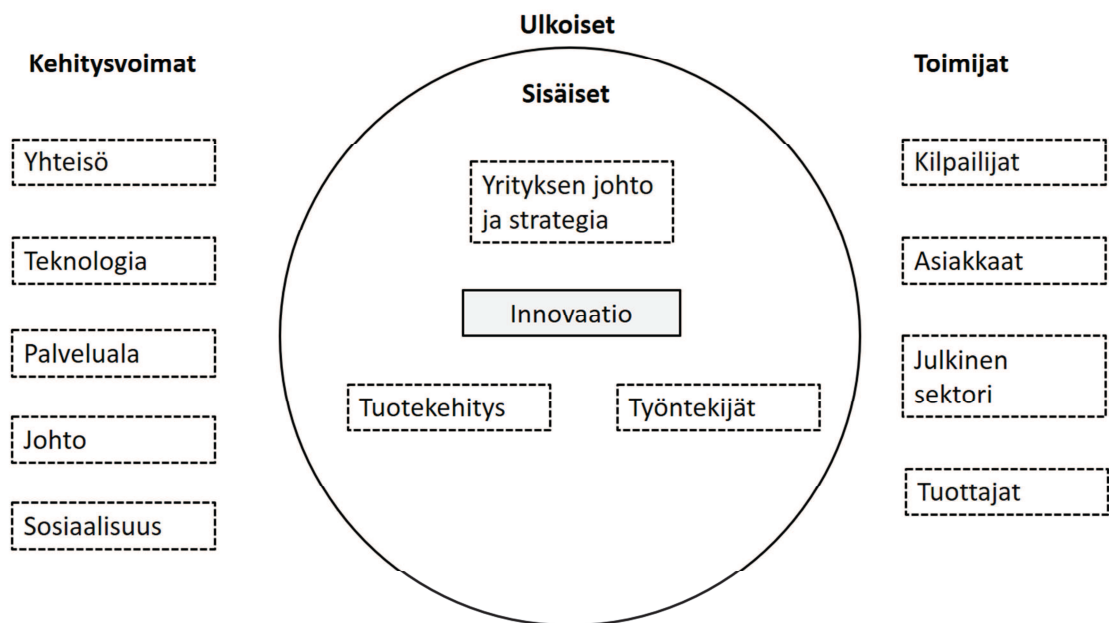 Ulkoiset
Kehitysvoimat
Yhteisö
Teknologia
Palveluala
Johto
Sosiaalisuus
Sisäiset
Yrityksen johto
ja strategia
Innovaatio
Tuotekehitys
Työntekijät
Toimijat
Kilpailijat
Asiakkaat
Julkinen
sektori
Tuottajat